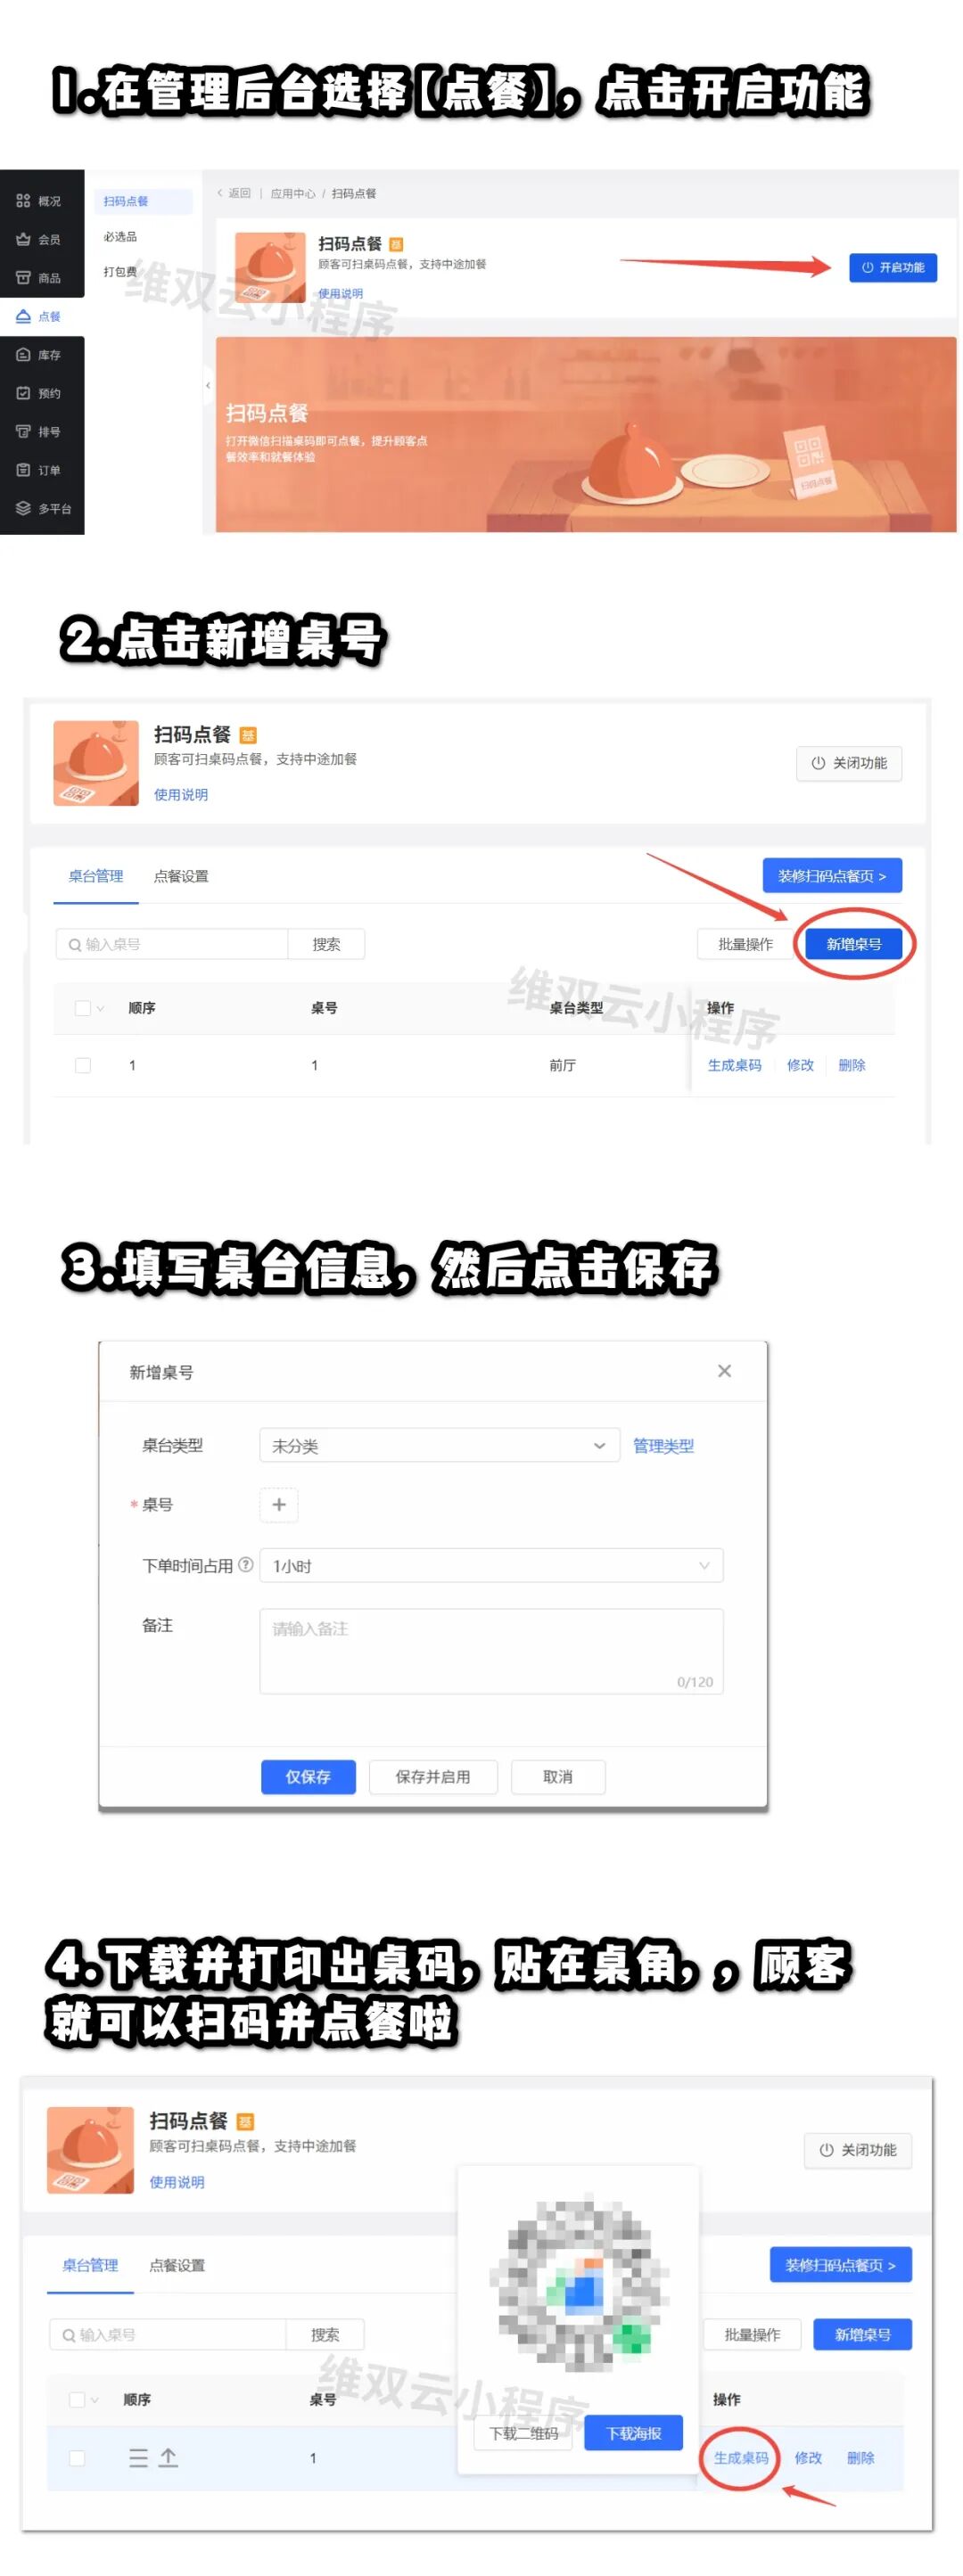 1.在管理后台选择【点餐】，点击开启功能
概况
会员
商品
点餐
库存
预约
排号
订单
多平台
扫码点餐
必选品
打包费
< 返回 | 应用中心 / 扫码点餐
扫码点餐 基
顾客可扫桌码点餐，支持中途加餐
使用说明
开启功能
维双云小程序
扫码点餐
打开微信扫描桌码即可点餐，提升顾客点
餐效率和就餐体验
扫码点餐
2.点击新增桌号
扫码点餐 基
顾客可扫桌码点餐，支持中途加餐
使用说明
关闭功能
桌台管理 点餐设置 装修扫码点餐页 >
输入桌号 搜索 批量操作 新增桌号
维双云小程序
顺序 桌号 桌台类型 操作
1 1 前厅 生成桌码 修改 删除
3.填写桌台信息，然后点击保存
新增桌号
桌台类型 未分类 管理类型
* 桌号 +
下单时间占用 ? 1小时
备注 请输入备注
0/120
仅保存 保存并启用 取消
4.下载并打印出桌码，贴在桌角，，顾客
就可以扫码并点餐啦
扫码点餐 基
顾客可扫桌码点餐，支持中途加餐
使用说明
关闭功能
桌台管理 点餐设置 装修扫码点餐页 >
输入桌号 搜索 批量操作 新增桌号
维双云小程序
顺序 桌号 操作
下载二维码 下载海报
1 生成桌码 修改 删除